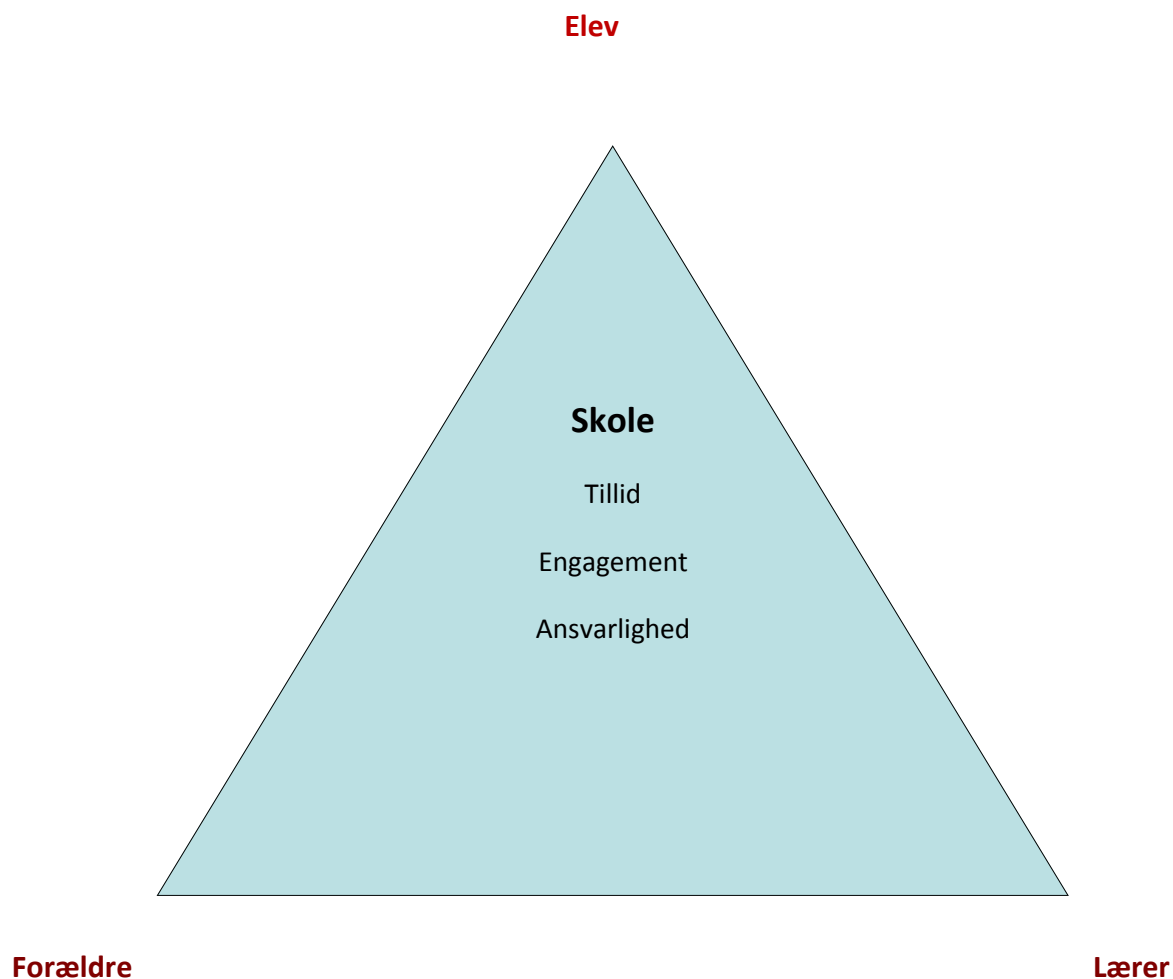 Elev
Skole
Tillid
Engagement
Ansvarlighed
Forældre
Lærer